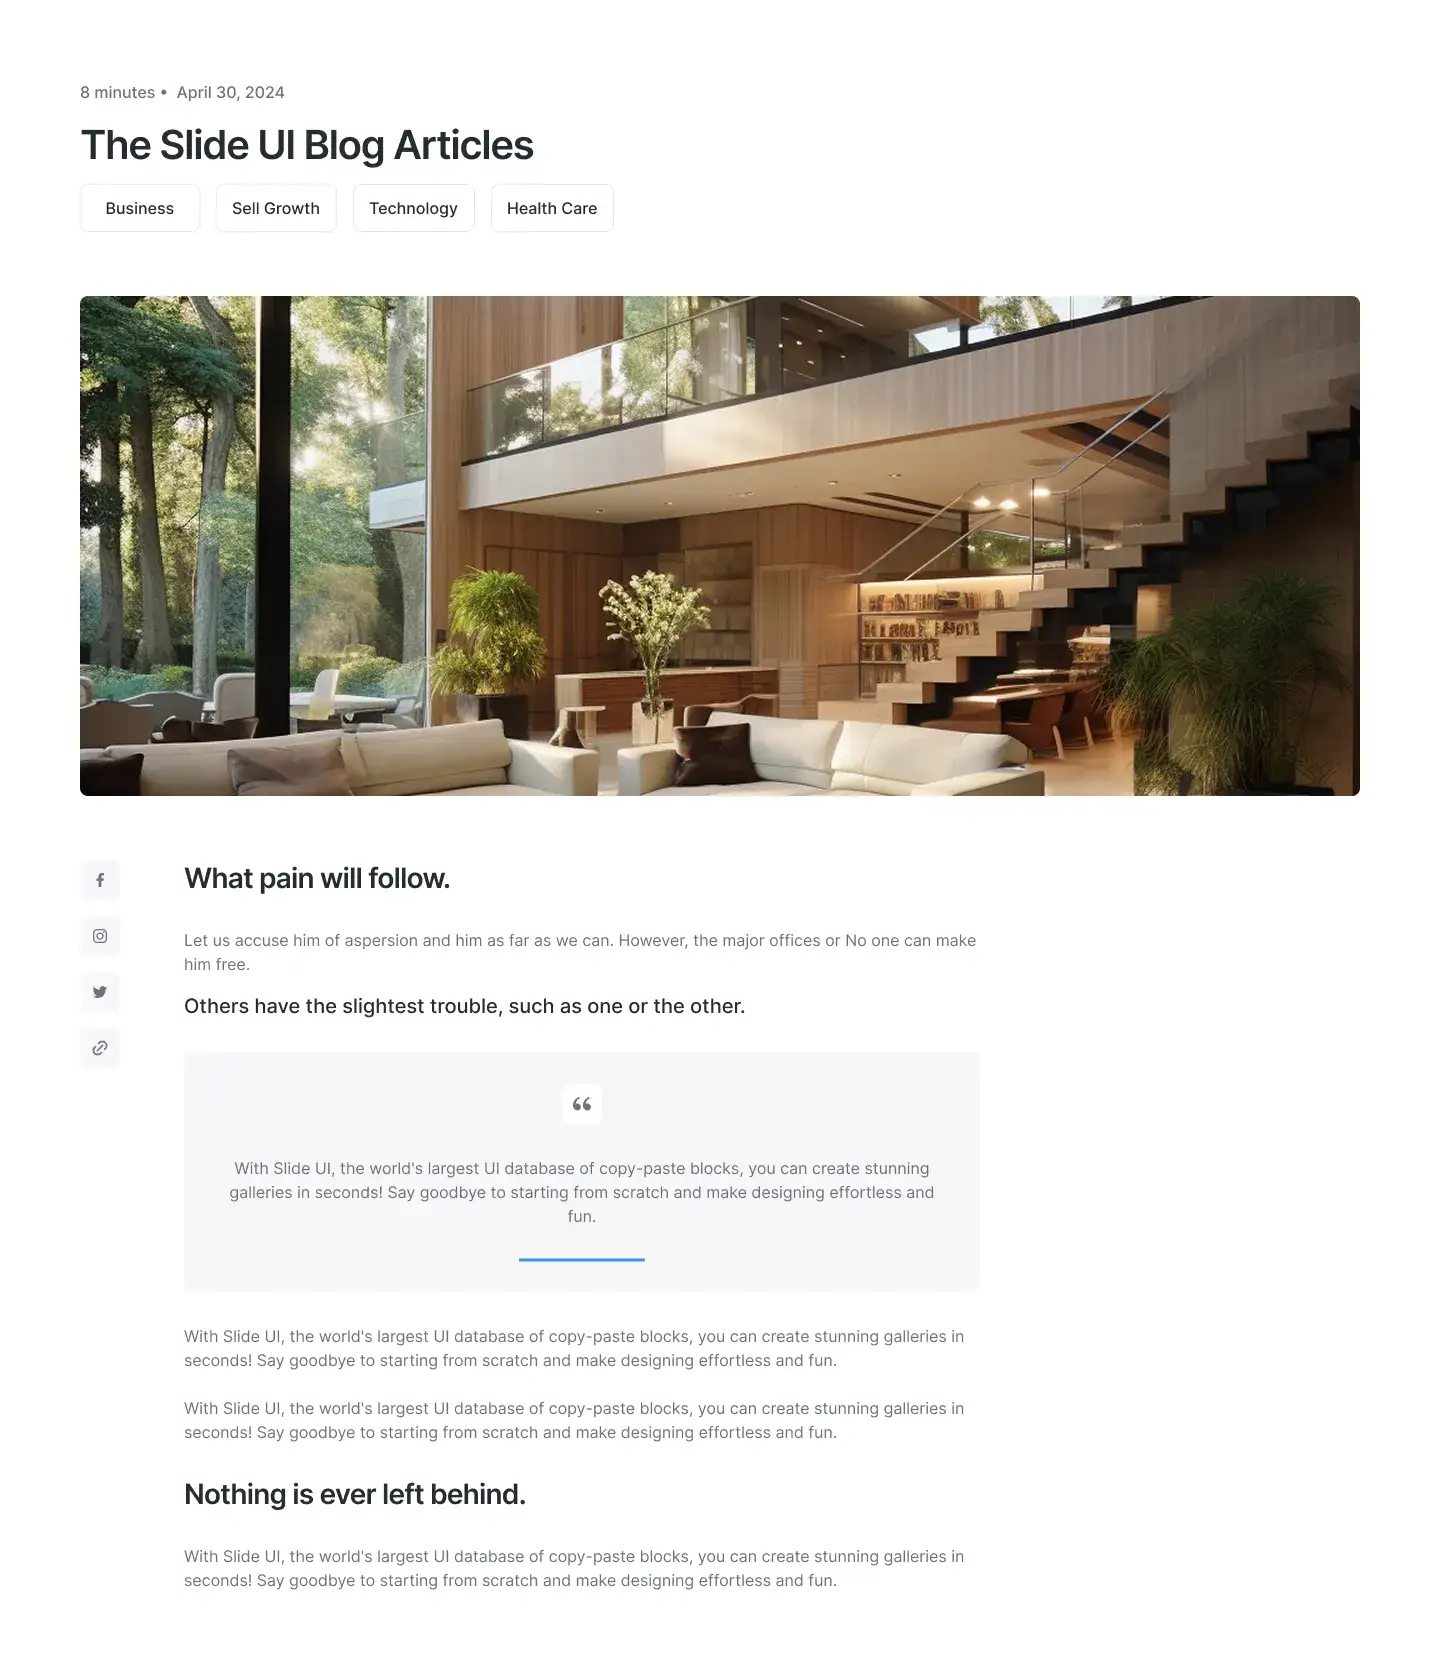 8 minutes • April 30, 2024
The Slide UI Blog Articles
Business
Sell Growth
Technology
Health Care
What pain will follow.
Let us accuse him of aspersion and him as far as we can. However, the major offices or No one can make
him free.
Others have the slightest trouble, such as one or the other.
With Slide UI, the world's largest UI database of copy-paste blocks, you can create stunning
galleries in seconds! Say goodbye to starting from scratch and make designing effortless and
fun.
With Slide UI, the world's largest UI database of copy-paste blocks, you can create stunning galleries in
seconds! Say goodbye to starting from scratch and make designing effortless and fun.
With Slide UI, the world's largest UI database of copy-paste blocks, you can create stunning galleries in
seconds! Say goodbye to starting from scratch and make designing effortless and fun.
Nothing is ever left behind.
With Slide UI, the world's largest UI database of copy-paste blocks, you can create stunning galleries in
seconds! Say goodbye to starting from scratch and make designing effortless and fun.